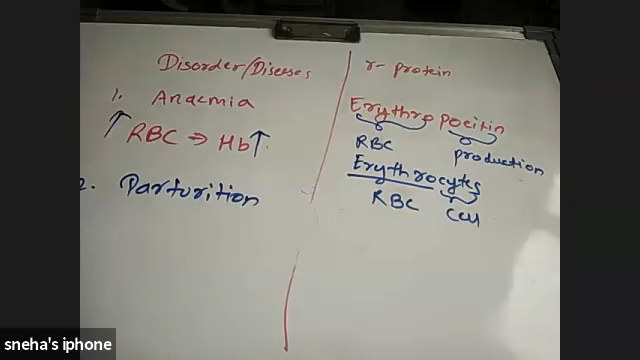 Disorder/Diseases
1. Anaemia
↑ RBC → Hb↑
2. Parturition
r- protein
Erythropoeitin
RBC production
Erythrocytes
RBC cell
sneha's iphone